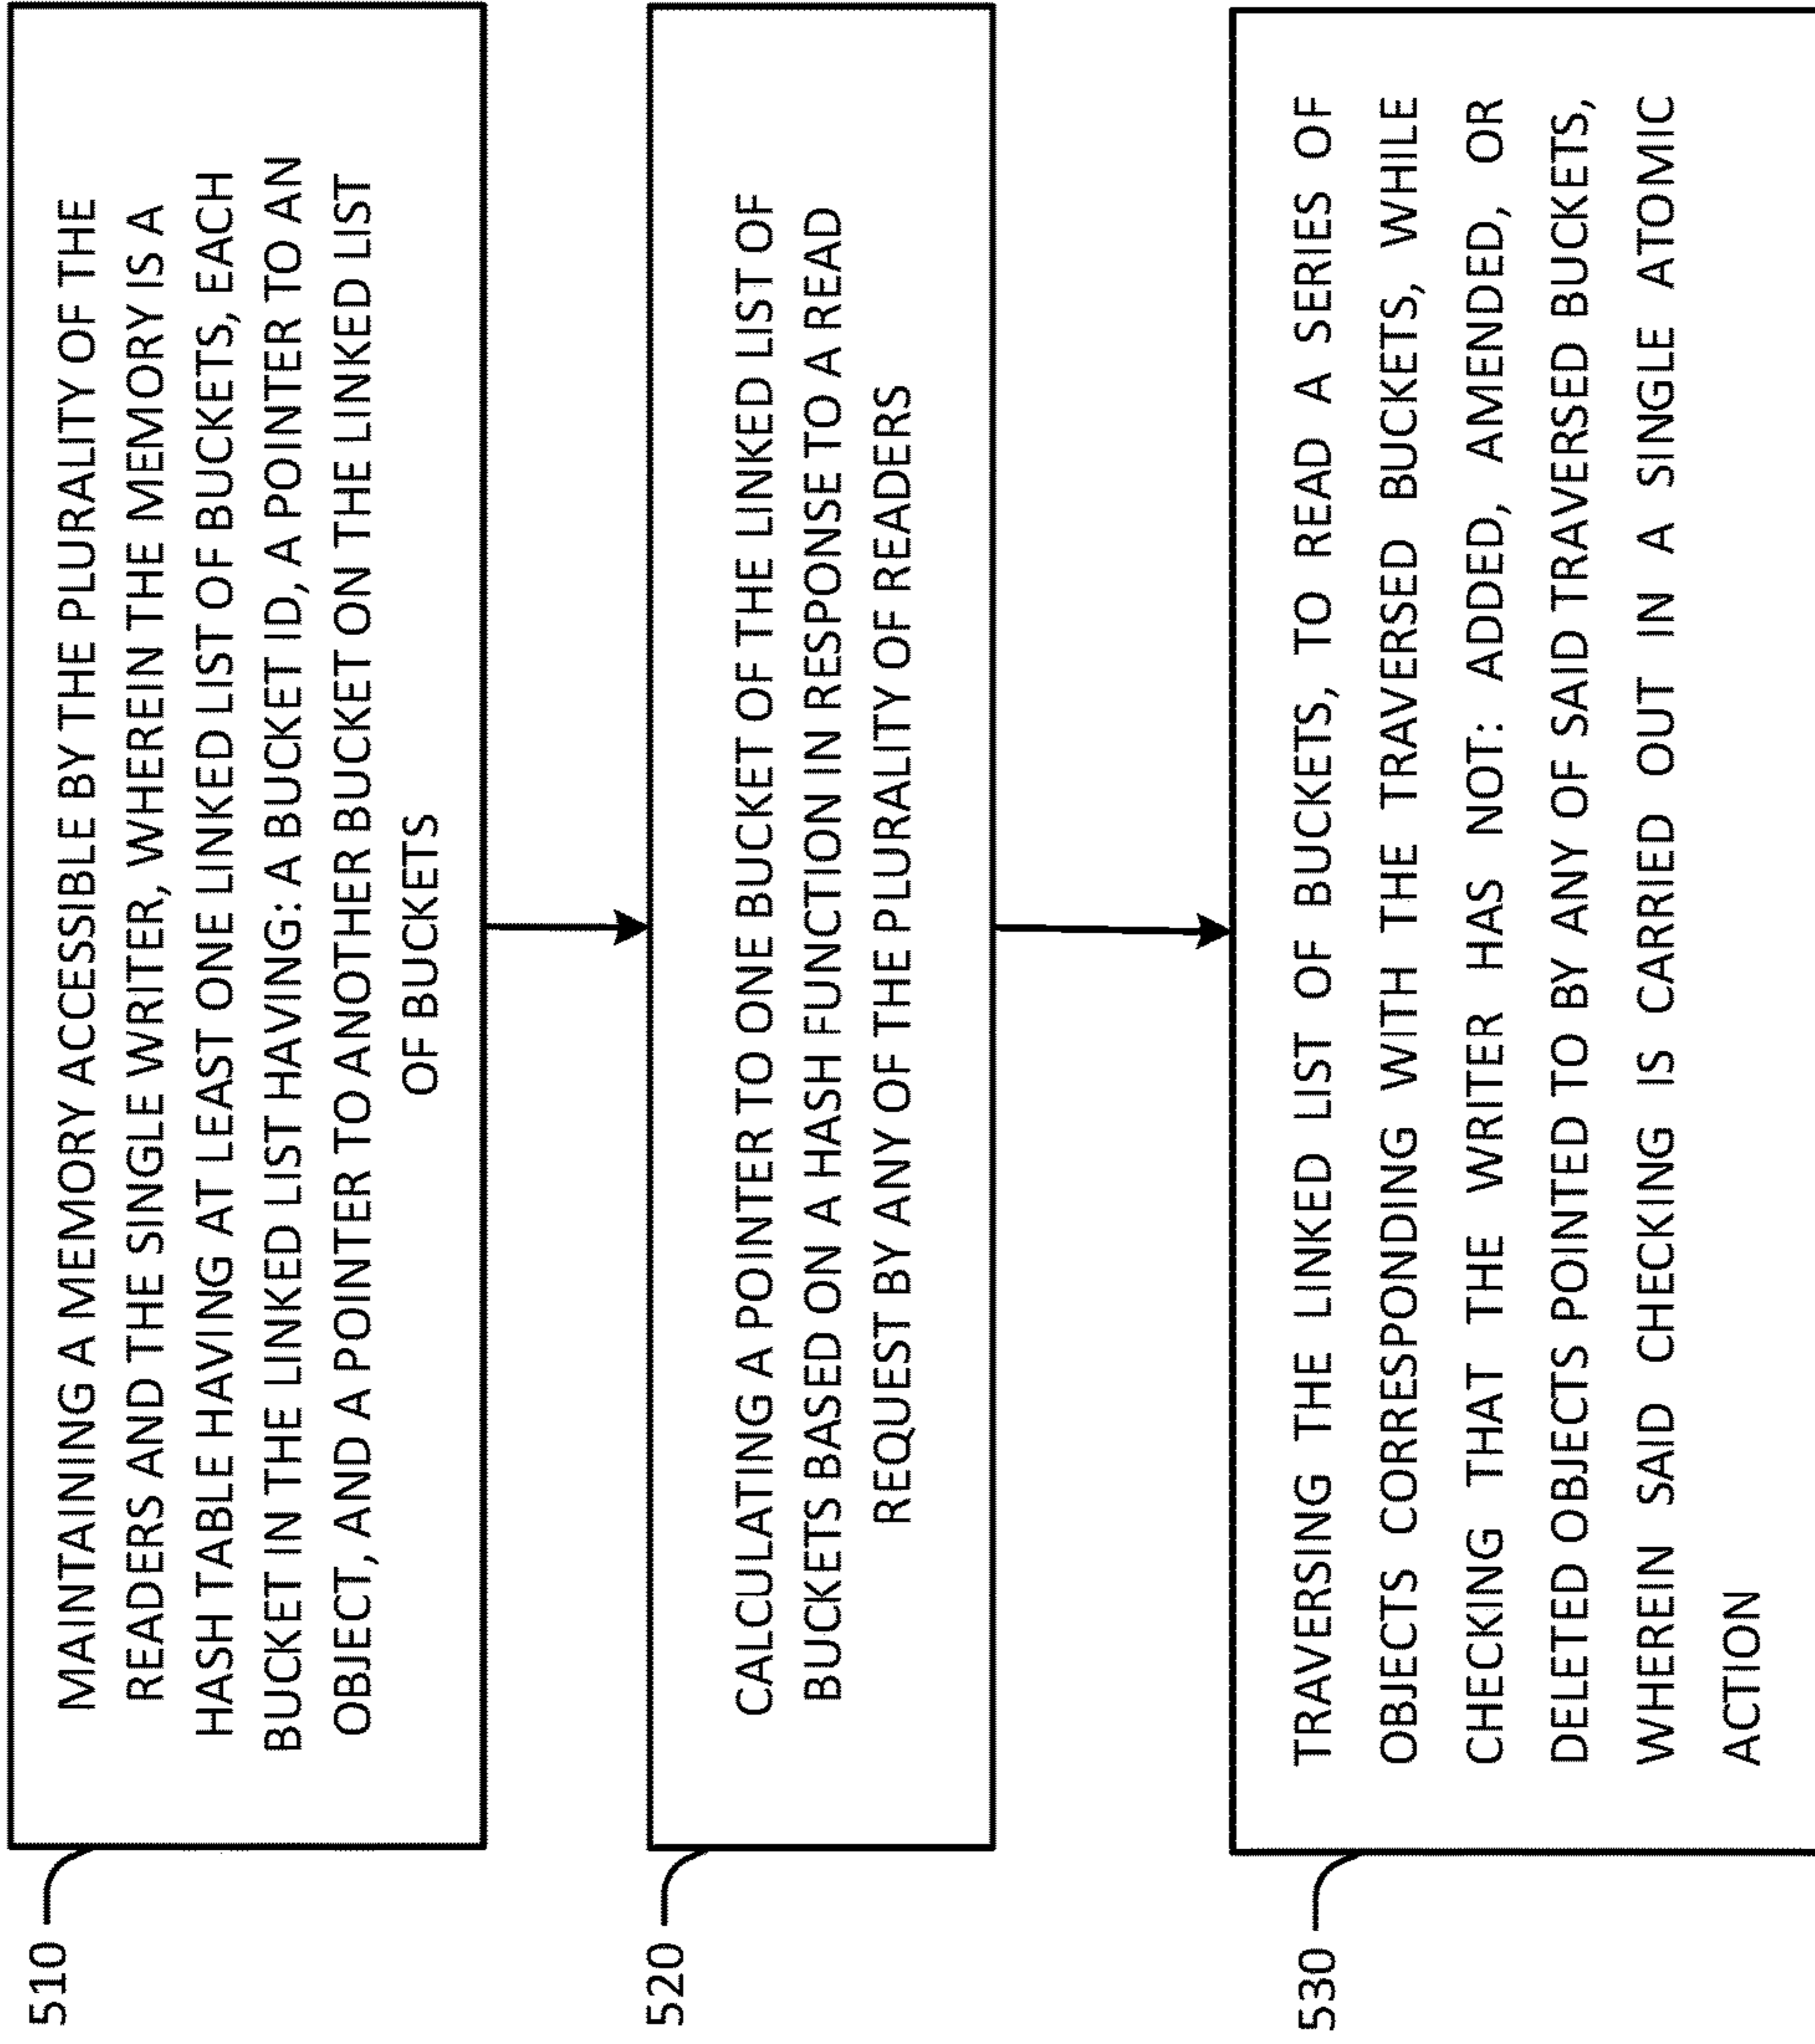 MAINTAINING A MEMORY ACCESSIBLE BY THE PLURALITY OF THE
READERS AND THE SINGLE WRITER, WHEREIN THE MEMORY IS A
HASH TABLE HAVING AT LEAST ONE LINKED LIST OF BUCKETS, EACH
BUCKET IN THE LINKED LIST HAVING: A BUCKET ID, A POINTER TO AN
OBJECT, AND A POINTER TO ANOTHER BUCKET ON THE LINKED LIST
OF BUCKETS
510
CALCULATING A POINTER TO ONE BUCKET OF THE LINKED LIST OF
BUCKETS BASED ON A HASH FUNCTION IN RESPONSE TO A READ
REQUEST BY ANY OF THE PLURALITY OF READERS
520
TRAVERSING THE LINKED LIST OF BUCKETS, TO READ A SERIES OF
OBJECTS CORRESPONDING WITH THE TRAVERSED BUCKETS, WHILE
CHECKING THAT THE WRITER HAS NOT: ADDED, AMENDED, OR
DELETED OBJECTS POINTED TO BY ANY OF SAID TRAVERSED BUCKETS,
WHEREIN SAID CHECKING IS CARRIED OUT IN A SINGLE ATOMIC
ACTION
530